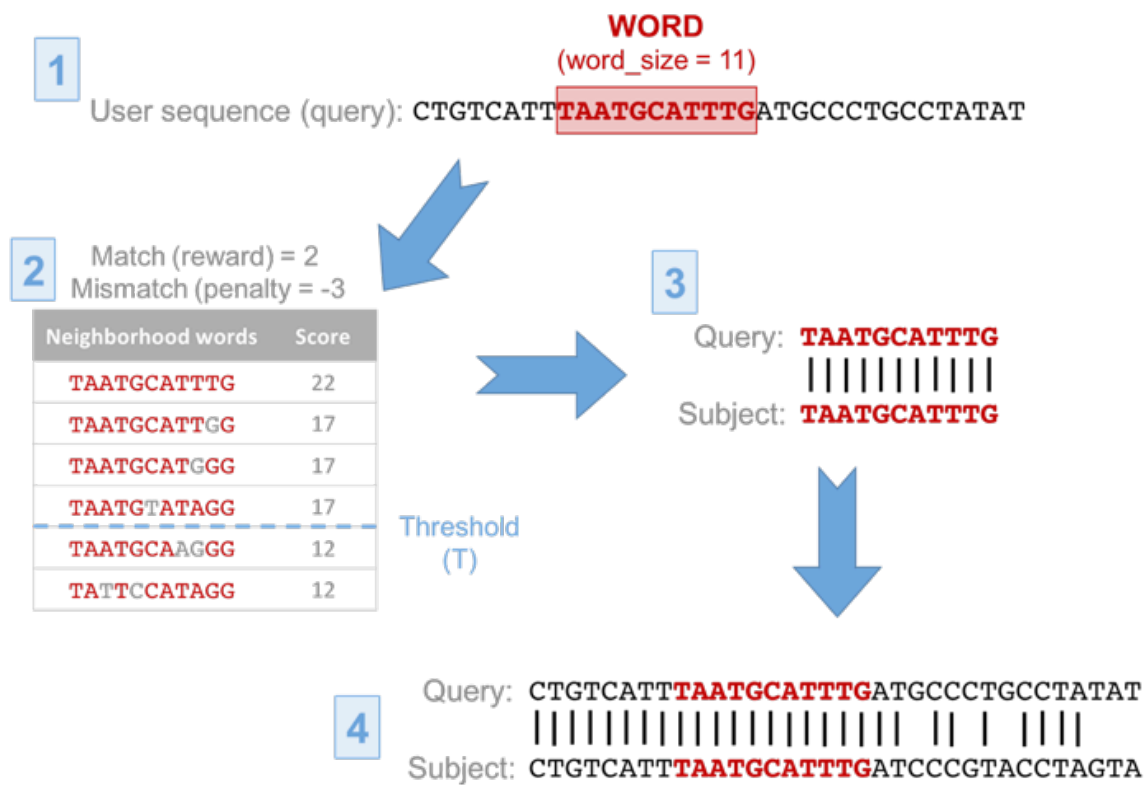 WORD
(word_size = 11)
1
User sequence (query): CTGTCATTTAATGCATTTGATGCCCTGCCTATAT
2
Match (reward) = 2
Mismatch (penalty = -3
Neighborhood words Score
TAATGCATTTG 22
TAATGCATTGG 17
TAATGCATGGG 17
TAATGTATAGG 17
TAATGCAAGGG 12
TATTCCATAGG 12
Threshold
(T)
3
Query: TAATGCATTTG
Subject: TAATGCATTTG
4
Query: CTGTCATTTAATGCATTTGATGCCCTGCCTATAT
Subject: CTGTCATTTAATGCATTTGATCCCGTACCTAGTA